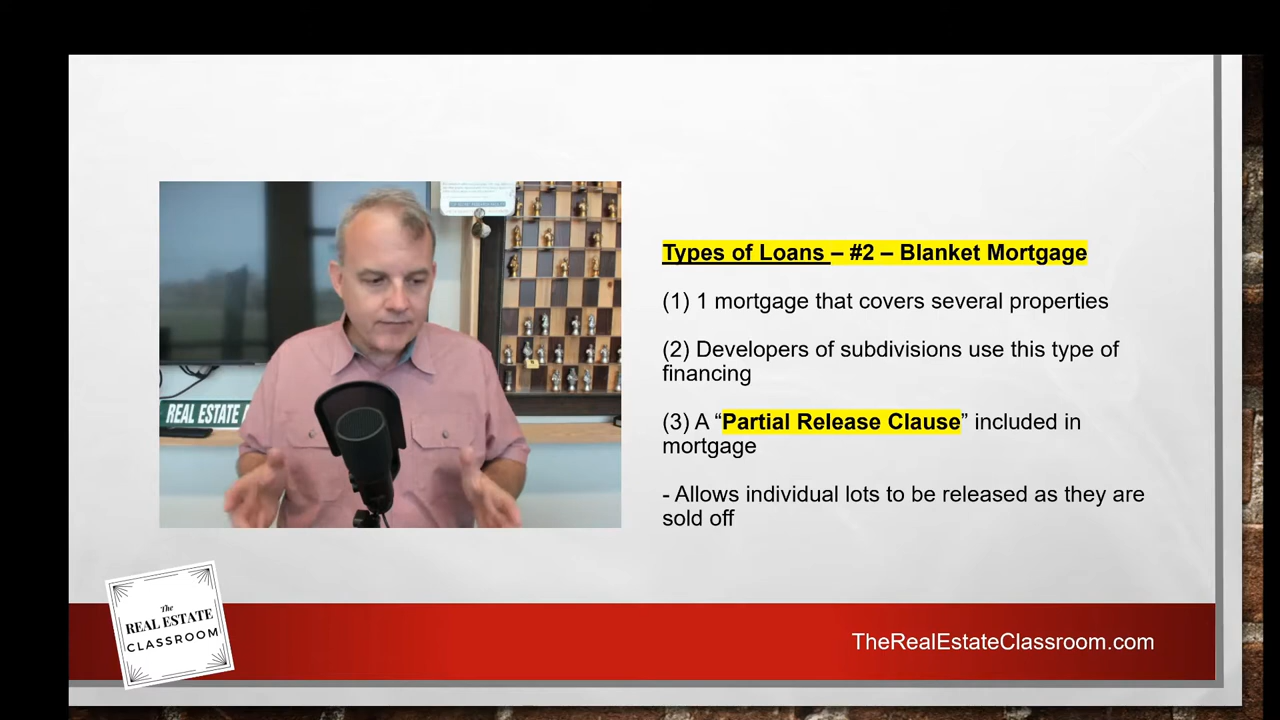 Types of Loans – #2 – Blanket Mortgage
(1) 1 mortgage that covers several properties
(2) Developers of subdivisions use this type of
financing
(3) A “Partial Release Clause” included in
mortgage
- Allows individual lots to be released as they are
sold off
REAL ESTATE
The
REAL ESTATE
CLASSROOM
TheRealEstateClassroom.com